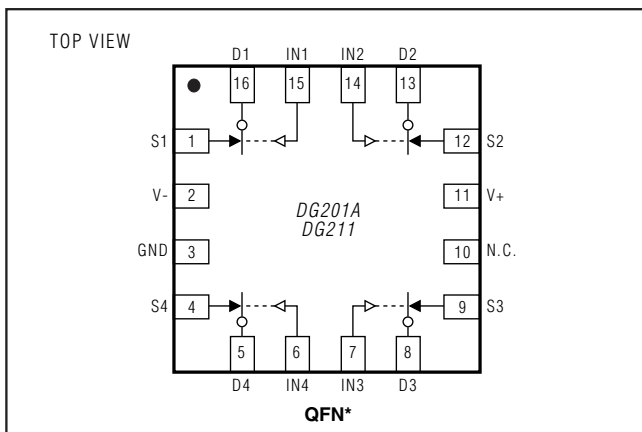 TOP VIEW
D1 IN1 IN2 D2
16 15 14 13
S1 1 12 S2
V- 2 11 V+
DG201A
DG211
GND 3 10 N.C.
S4 4 9 S3
5 6 7 8
D4 IN4 IN3 D3
QFN*